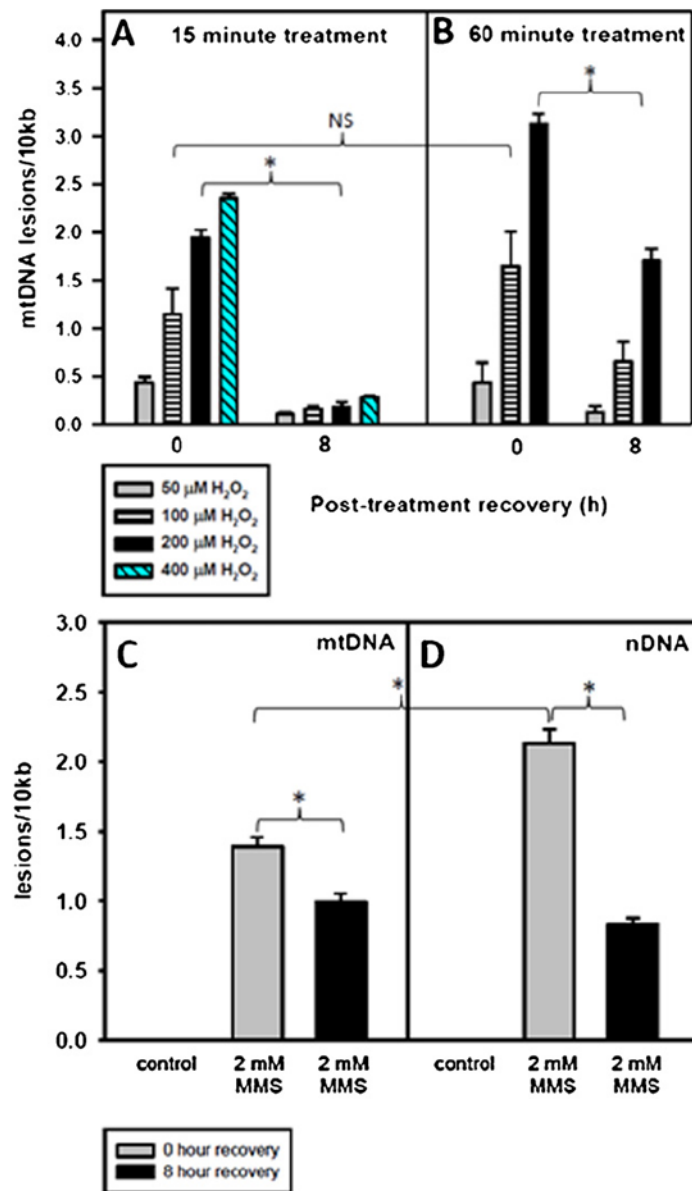 A 15 minute treatment
B 60 minute treatment
mtDNA lesions/10kb
4.0
3.5
3.0
2.5
2.0
1.5
1.0
0.5
0.0
NS
*
*
0 8 0 8
Post-treatment recovery (h)
50 μM H₂O₂
100 μM H₂O₂
200 μM H₂O₂
400 μM H₂O₂
C mtDNA
D nDNA
lesions/10kb
3.0
2.5
2.0
1.5
1.0
0.5
0.0
*
*
*
control 2 mM MMS 2 mM MMS
control 2 mM MMS 2 mM MMS
0 hour recovery
8 hour recovery